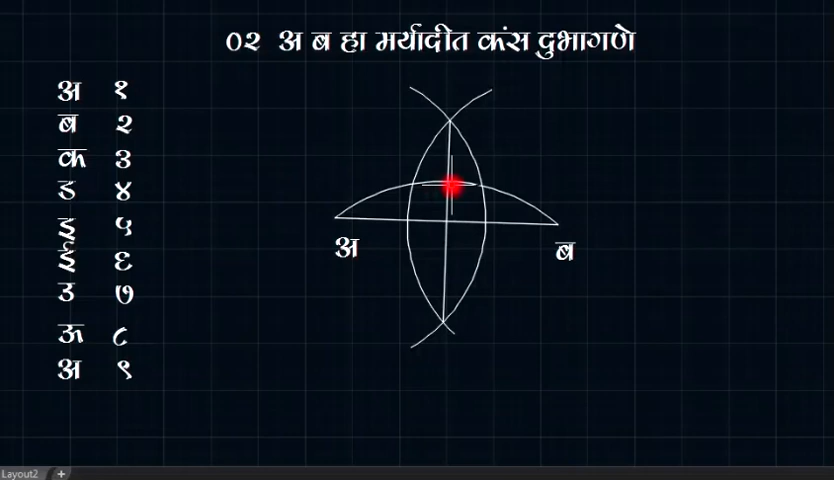 ०२ अ ब हा मर्यादीत कंस दुभागणे
अ १
ब २
क ३
ड ४
इ ५
ई ६
उ ७
ऊ ८
अ ९
अ
ब
Layout2 +